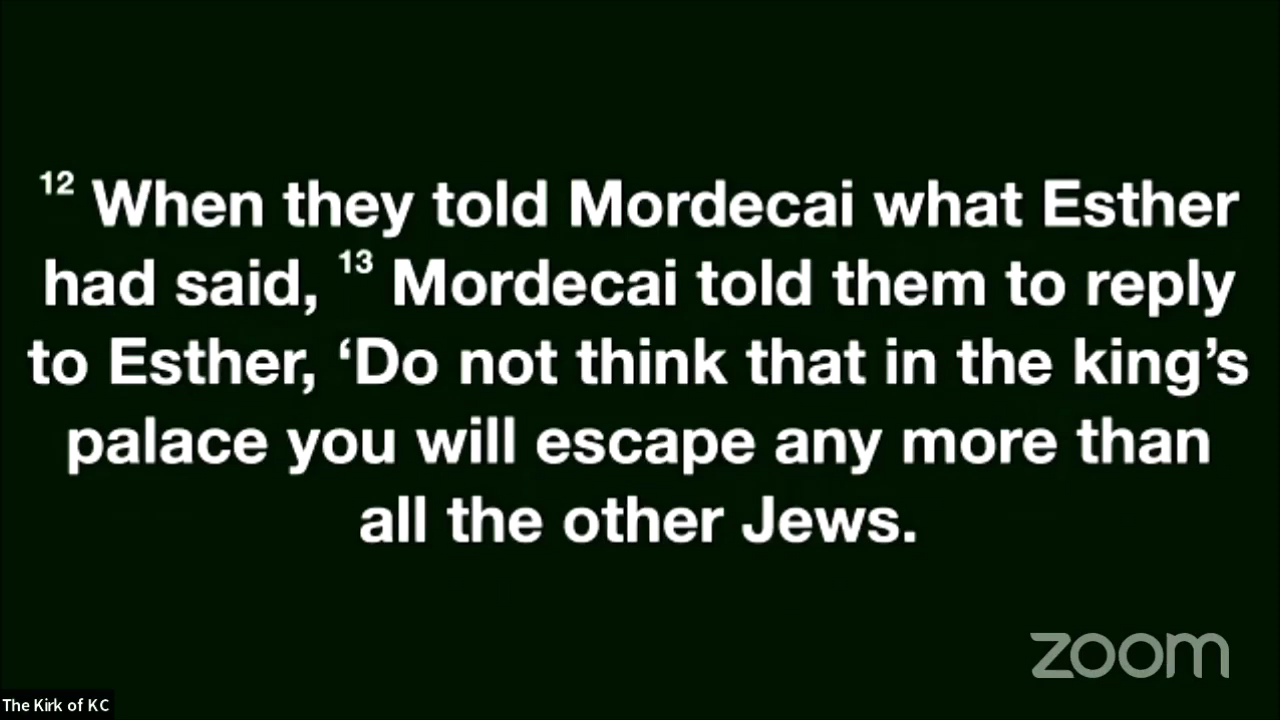 12 When they told Mordecai what Esther
had said, 13 Mordecai told them to reply
to Esther, ‘Do not think that in the king’s
palace you will escape any more than
all the other Jews.
zoom
The Kirk of KC